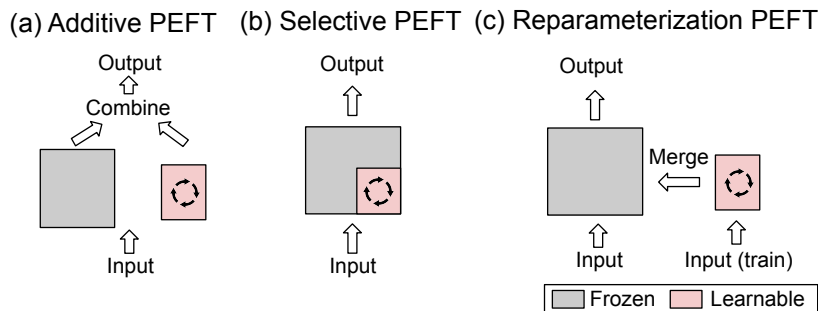 (a) Additive PEFT
Output
Combine
Input
(b) Selective PEFT
Output
Input
(c) Reparameterization PEFT
Output
Merge
Input
Input (train)
Frozen
Learnable